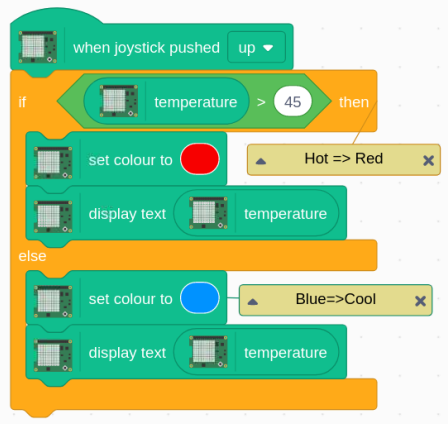 when joystick pushed up
if temperature > 45 then
set colour to
Hot => Red
display text temperature
else
set colour to
Blue=>Cool
display text temperature